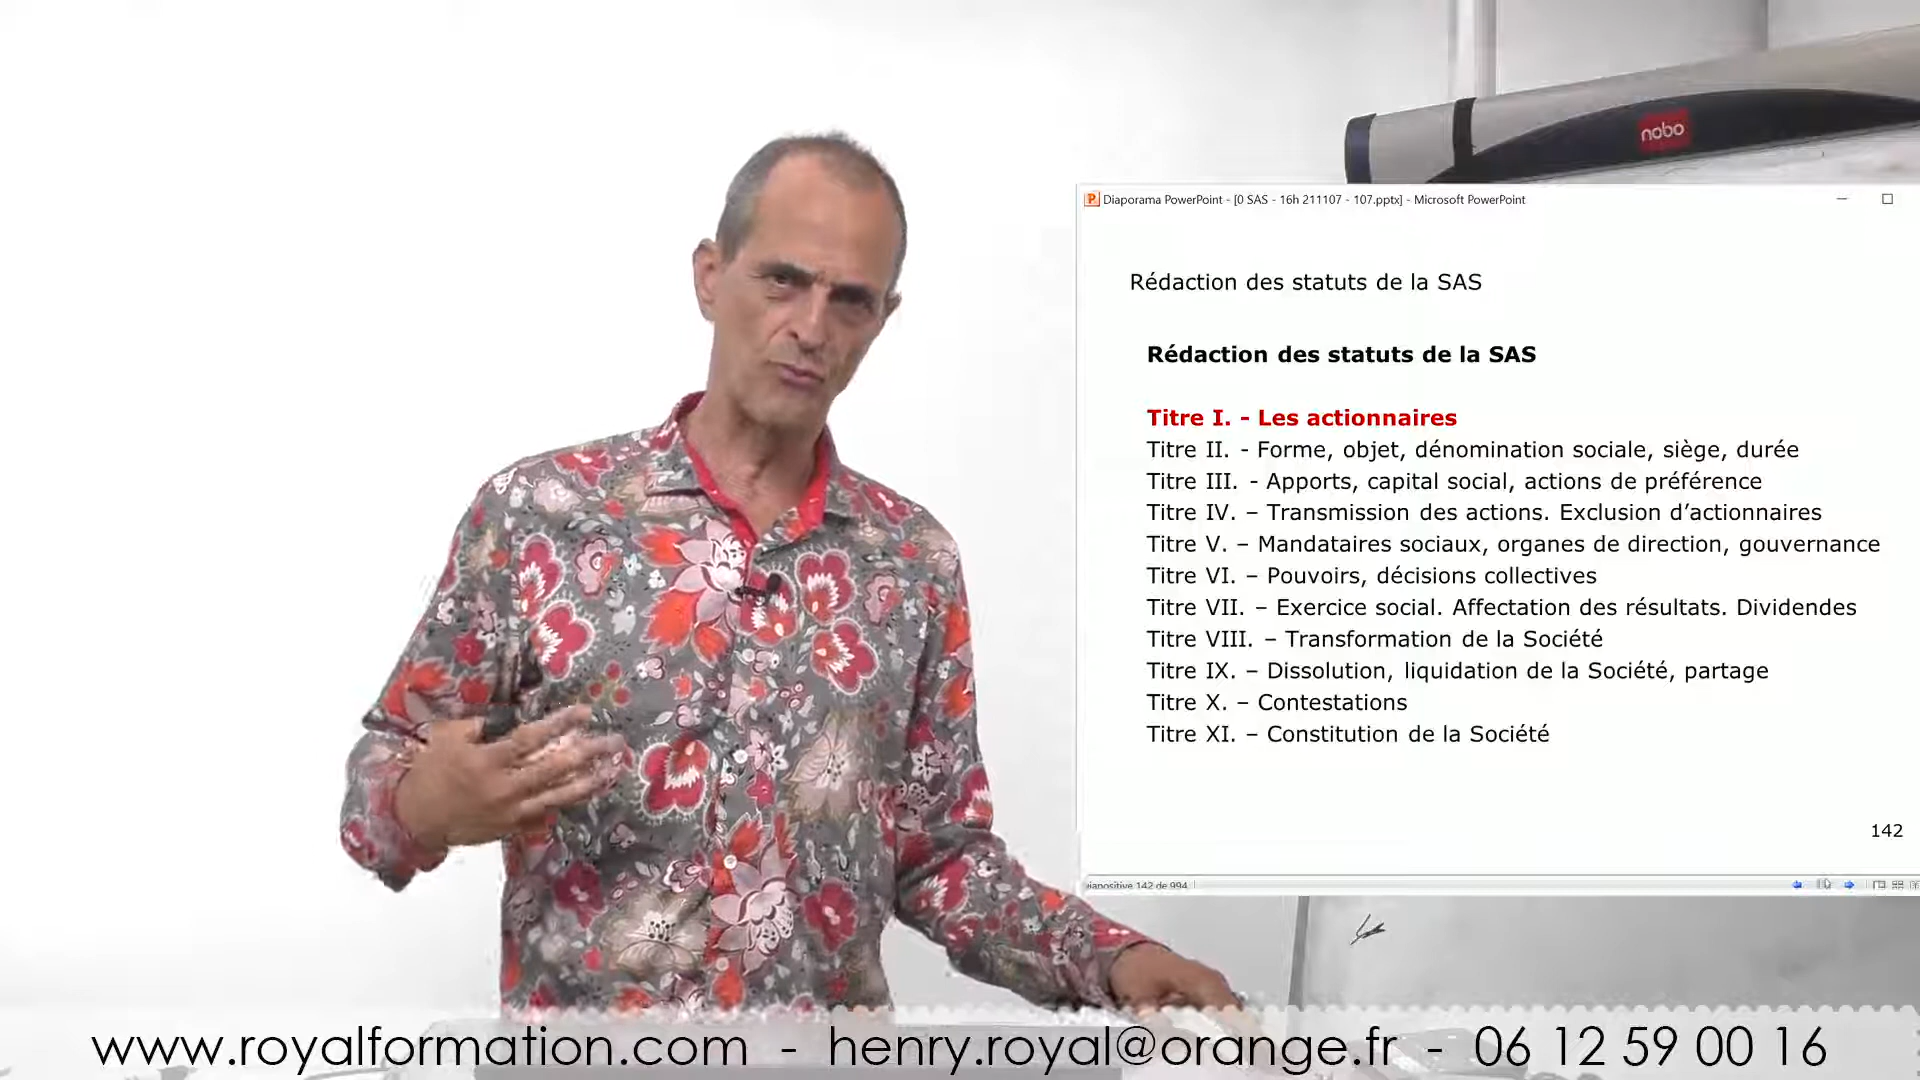 nobo
Diaporama PowerPoint - [0 SAS - 16h 211107 - 107.pptx] - Microsoft PowerPoint
Rédaction des statuts de la SAS
Rédaction des statuts de la SAS
Titre I. - Les actionnaires
Titre II. - Forme, objet, dénomination sociale, siège, durée
Titre III. - Apports, capital social, actions de préférence
Titre IV. – Transmission des actions. Exclusion d’actionnaires
Titre V. – Mandataires sociaux, organes de direction, gouvernance
Titre VI. – Pouvoirs, décisions collectives
Titre VII. – Exercice social. Affectation des résultats. Dividendes
Titre VIII. – Transformation de la Société
Titre IX. – Dissolution, liquidation de la Société, partage
Titre X. – Contestations
Titre XI. – Constitution de la Société
142
iapositive 142 de 994
www.royalformation.com - henry.royal@orange.fr - 06 12 59 00 16